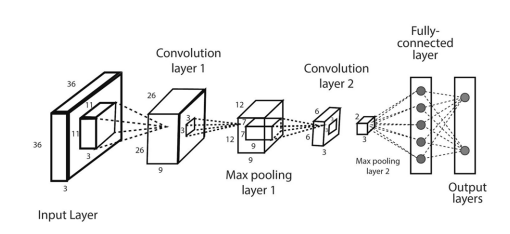 Fully-
connected
layer
Convolution
layer 1
Convolution
layer 2
36
11
11
3
36
3
Input Layer
26
3
3
26
9
12
7
7
12
9
9
Max pooling
layer 1
6
3
6
3
2
3
Max pooling
layer 2
Output
layers